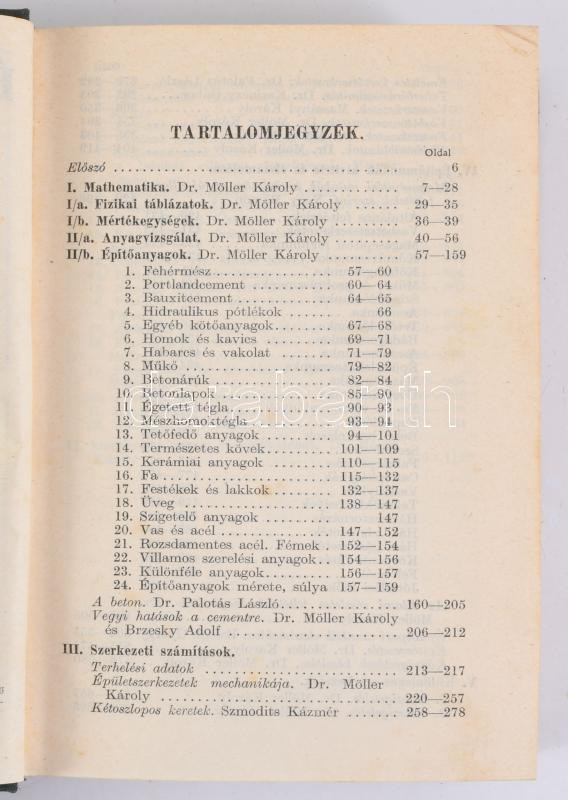 TARTALOMJEGYZÉK.
Oldal
Előszó 6
I. Mathematika. Dr. Möller Károly 7—28
I/a. Fizikai táblázatok. Dr. Möller Károly 29—35
I/b. Mértékegységek. Dr. Möller Károly 36—39
II/a. Anyagvizsgálat. Dr. Möller Károly 40—56
II/b. Építőanyagok. Dr. Möller Károly 57—159
1. Fehérmész 57—60
2. Portlandcement 60—64
3. Bauxitcement 64—65
4. Hidraulikus pótlékok 66
5. Egyéb kötőanyagok 67—68
6. Homok és kavics 69—71
7. Habarcs és vakolat 71—79
8. Műkő 79—82
9. Betonárúk 82—84
10. Betonlapok 85—90
11. Égetett tégla 90—93
12. Mészhomoktégla 93—94
13. Tetőfedő anyagok 94—101
14. Természetes kövek 101—109
15. Kerámiai anyagok 110—115
16. Fa 115—132
17. Festékek és lakkok 132—137
18. Üveg 138—147
19. Szigetelő anyagok 147
20. Vas és acél 147—152
21. Rozsdamentes acél. Fémek 152—154
22. Villamos szerelési anyagok 154—156
23. Különféle anyagok 156—157
24. Építőanyagok mérete, súlya 157—159
A beton. Dr. Palotás László 160—205
Vegyi hatások a cementre. Dr. Möller Károly
és Brzesky Adolf 206—212
III. Szerkezeti számítások.
Terhelési adatok 213—217
Épületszerkezetek mechanikája. Dr. Möller
Károly 220—257
Kétoszlopos keretek. Szmodits Kázmér 258—278
darabanth